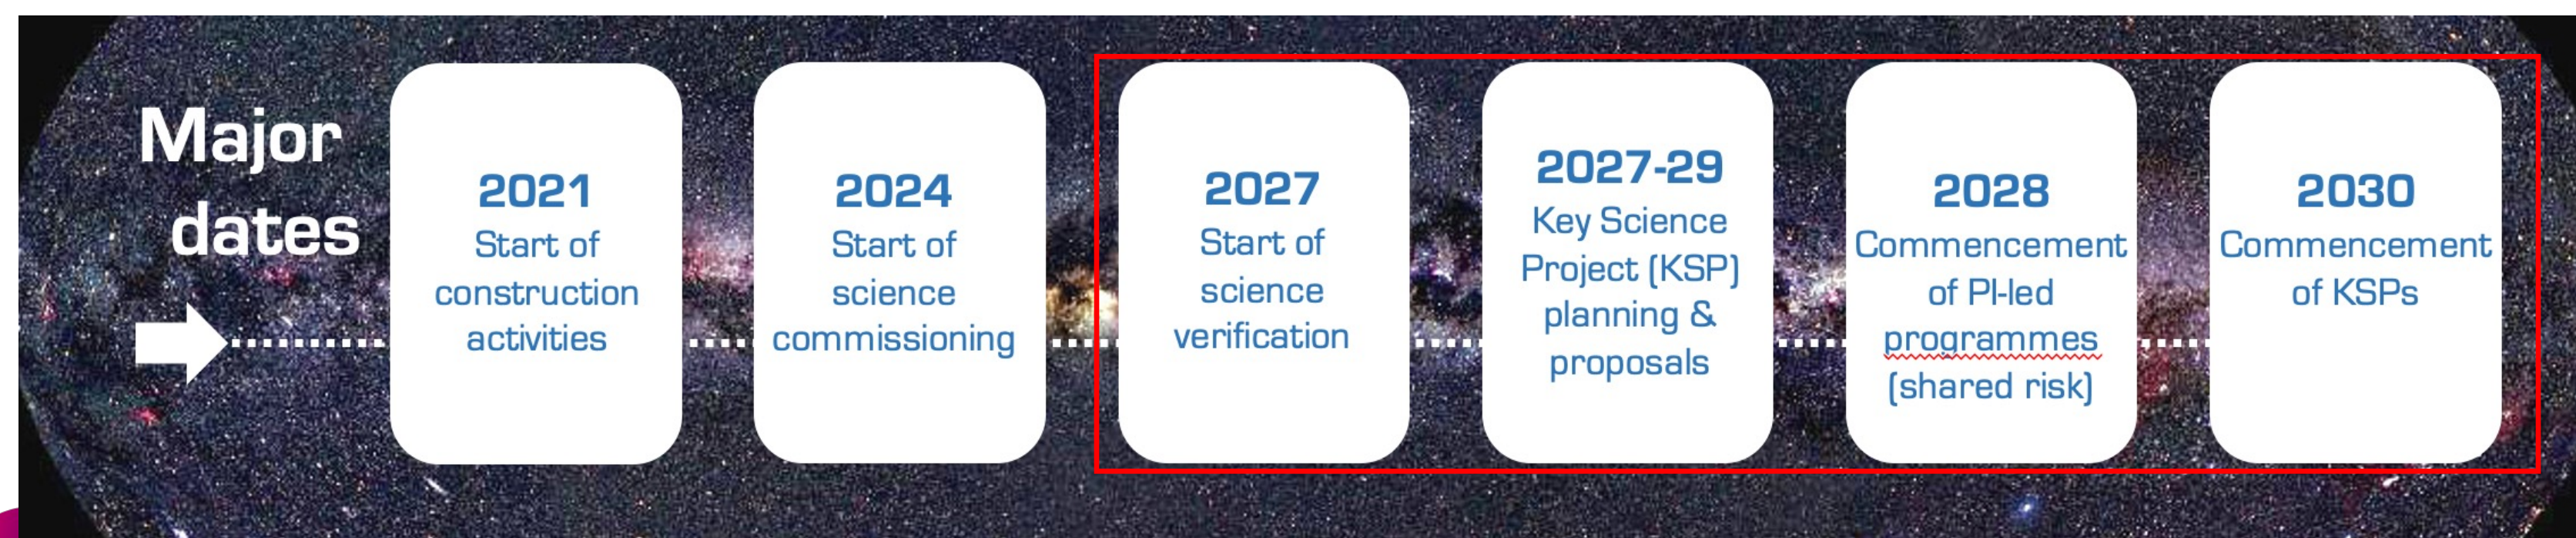 Major
dates
2021
Start of
construction
activities
2024
Start of
science
commissioning
2027
Start of
science
verification
2027-29
Key Science
Project (KSP)
planning &
proposals
2028
Commencement
of PI-led
programmes
(shared risk)
2030
Commencement
of KSPs